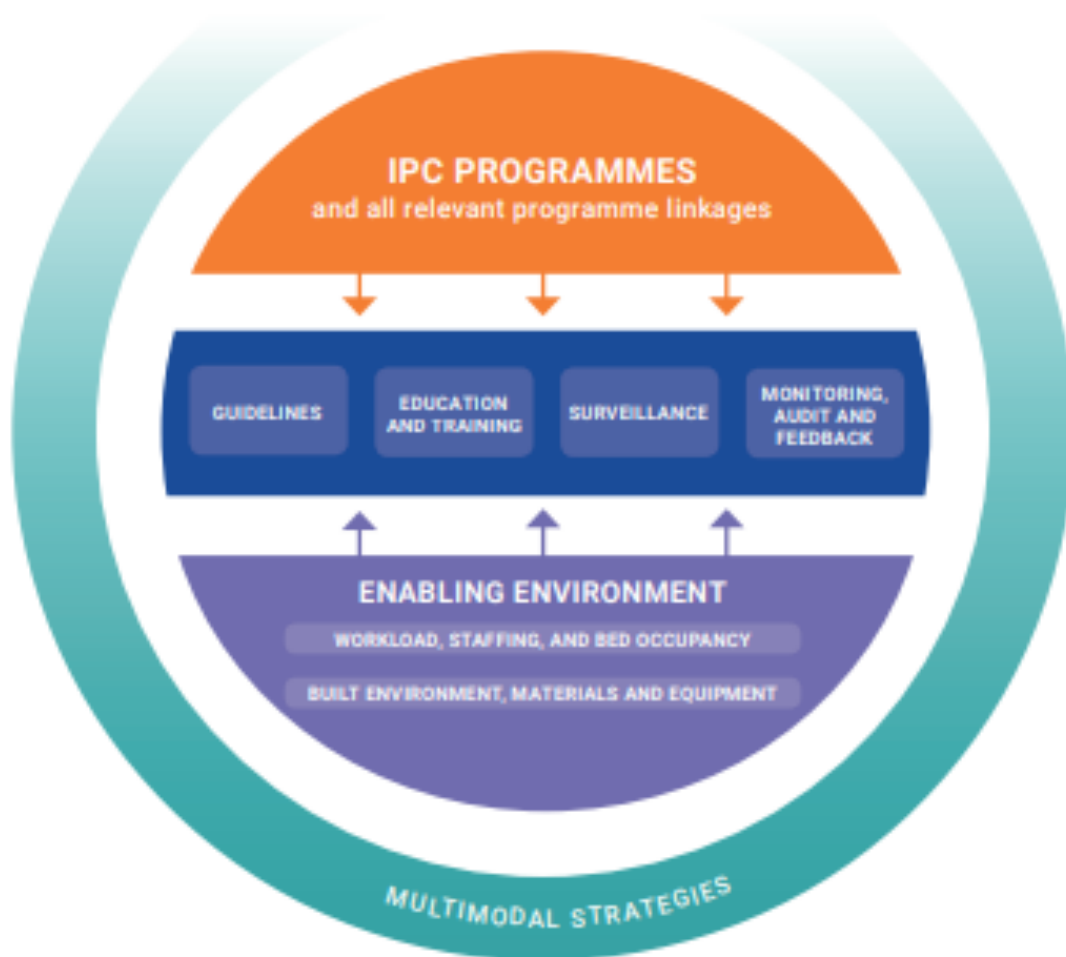 IPC PROGRAMMES
and all relevant programme linkages
GUIDELINES
EDUCATION
AND TRAINING
SURVEILLANCE
MONITORING,
AUDIT AND
FEEDBACK
ENABLING ENVIRONMENT
WORKLOAD, STAFFING, AND BED OCCUPANCY
BUILT ENVIRONMENT, MATERIALS AND EQUIPMENT
MULTIMODAL STRATEGIES